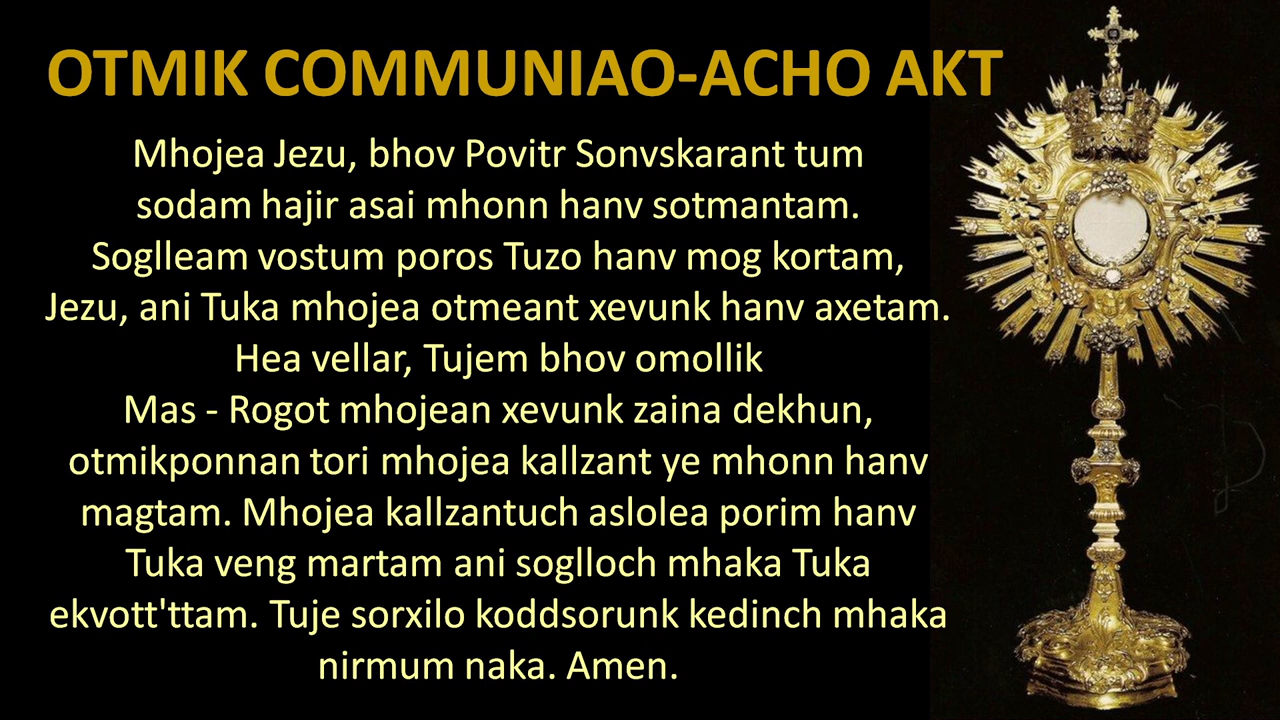 OTMIK COMMUNIAO-ACHO AKT
Mhojea Jezu, bhov Povitr Sonvskarant tum
sodam hajir asai mhonn hanv sotmantam.
Soglleam vostum poros Tuzo hanv mog kortam,
Jezu, ani Tuka mhojea otmeant xevunk hanv axetam.
Hea vellar, Tujem bhov omollik
Mas - Rogot mhojean xevunk zaina dekhun,
otmikponnan tori mhojea kallzant ye mhonn hanv
magtam. Mhojea kallzantuch aslolea porim hanv
Tuka veng martam ani soglloch mhaka Tuka
ekvott'ttam. Tuje sorxilo koddsorunk kedinch mhaka
nirmum naka. Amen.